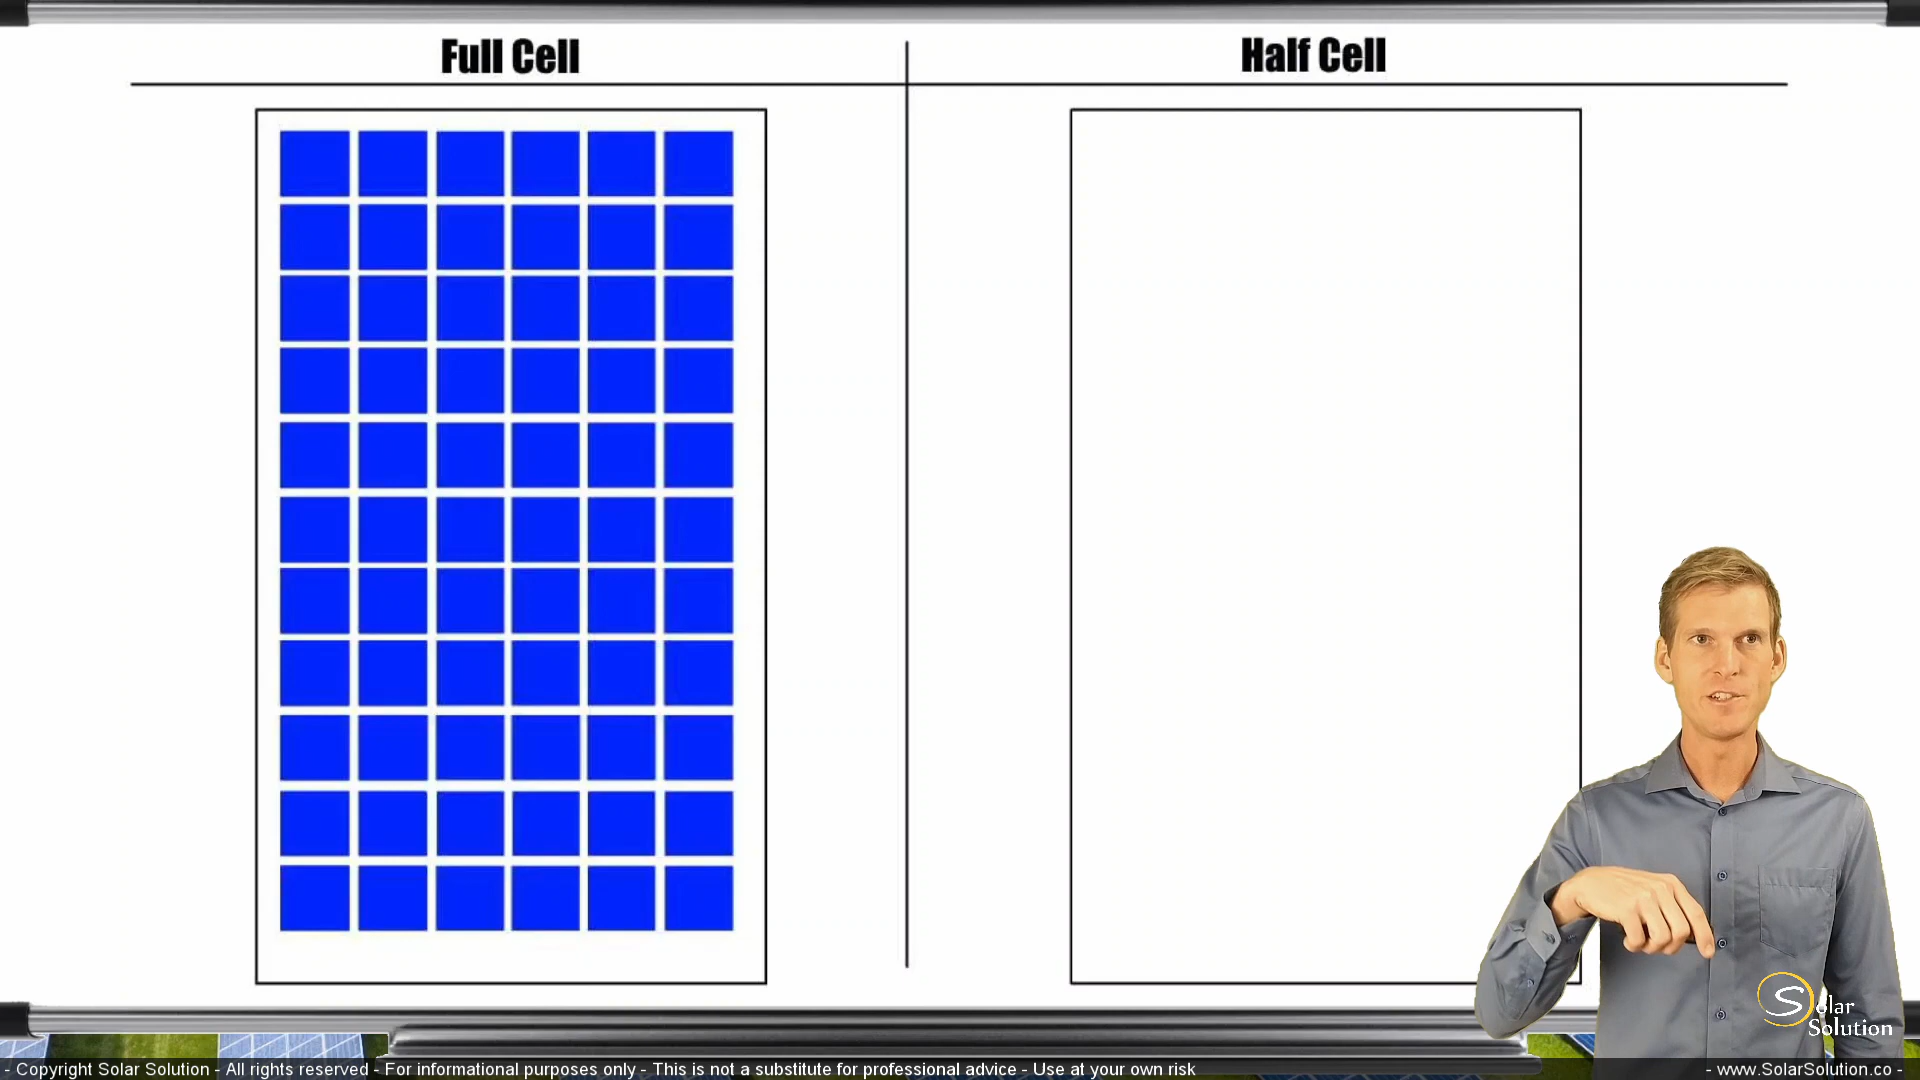 Full Cell
Half Cell
Solar
Solution
- Copyright Solar Solution - All rights reserved - For informational purposes only - This is not a substitute for professional advice - Use at your own risk
- www.SolarSolution.co -